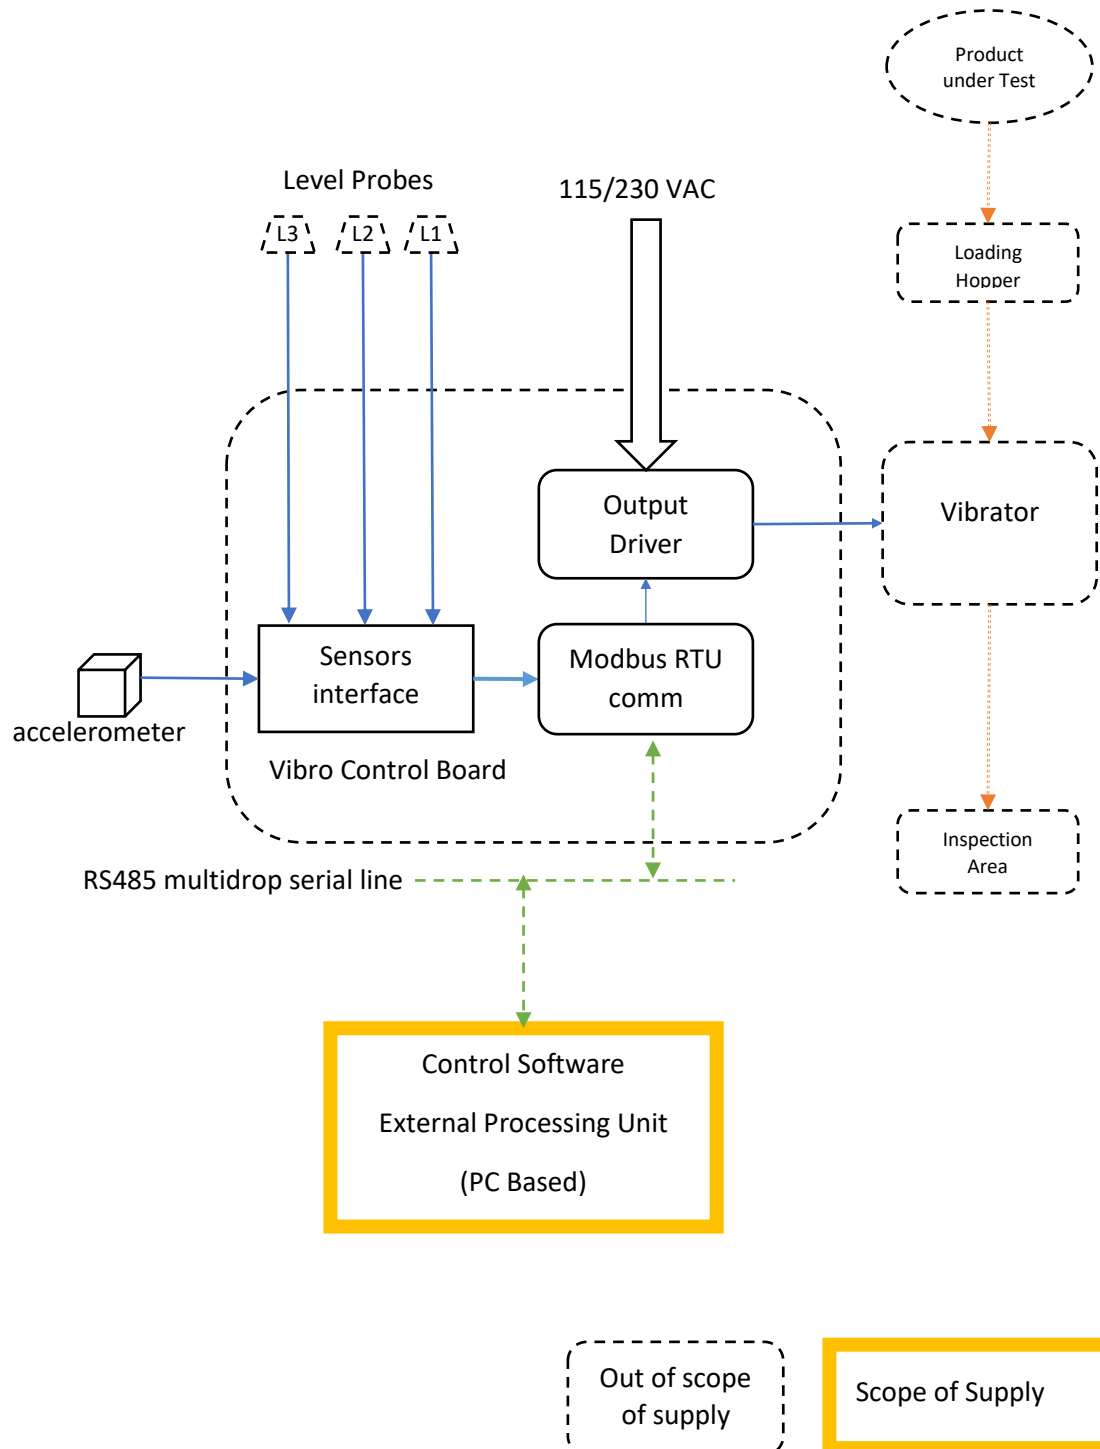 Product
under Test
Level Probes
115/230 VAC
L3
L2
L1
Loading
Hopper
Output
Driver
Vibrator
Sensors
interface
Modbus RTU
comm
accelerometer
Vibro Control Board
Inspection
Area
RS485 multidrop serial line
Control Software
External Processing Unit
(PC Based)
Out of scope
of supply
Scope of Supply